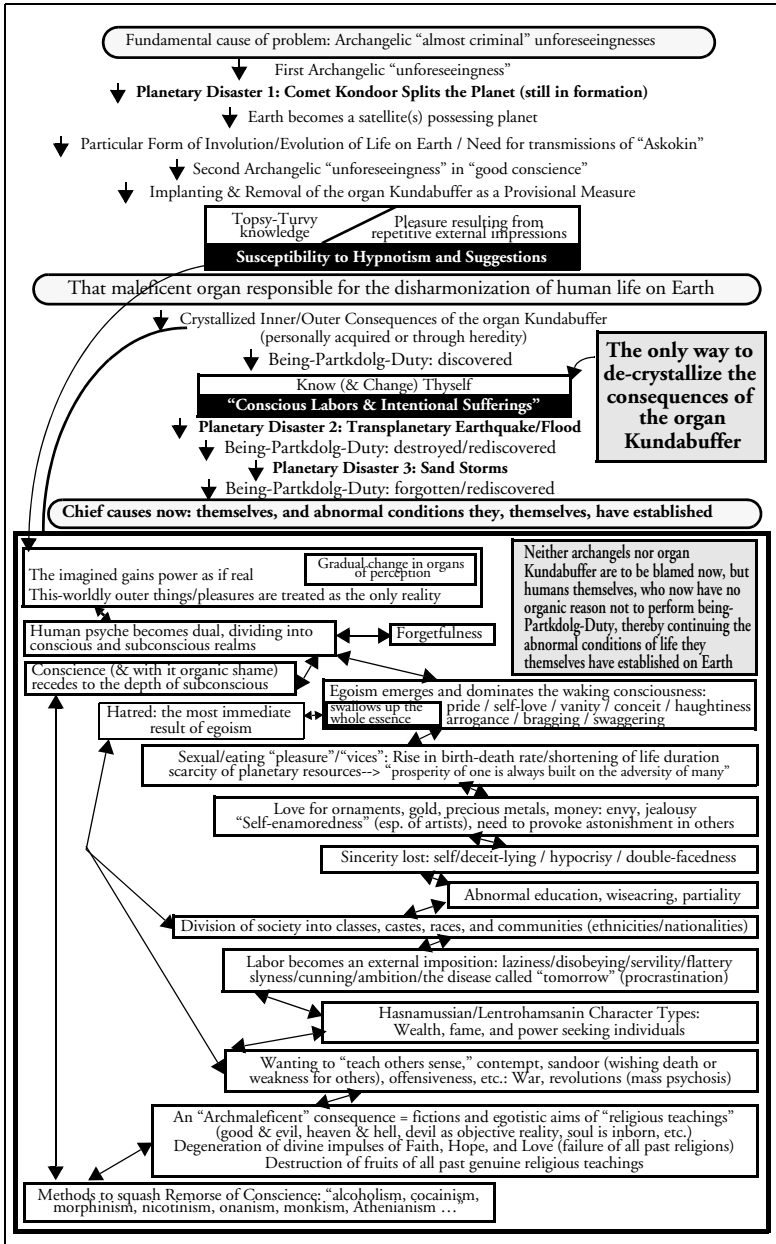 Fundamental cause of problem: Archangelic “almost criminal” unforeseeingnesses
First Archangelic “unforeseeingness”
Planetary Disaster 1: Comet Kondoor Splits the Planet (still in formation)
Earth becomes a satellite(s) possessing planet
Particular Form of Involution/Evolution of Life on Earth / Need for transmissions of “Askokin”
Second Archangelic “unforeseeingness” in “good conscience”
Implanting & Removal of the organ Kundabuffer as a Provisional Measure
Topsy-Turvy
knowledge
Pleasure resulting from
repetitive external impressions
Susceptibility to Hypnotism and Suggestions
That maleficent organ responsible for the disharmonization of human life on Earth
Crystallized Inner/Outer Consequences of the organ Kundabuffer
(personally acquired or through heredity)
Being-Partkdolg-Duty: discovered
Know (& Change) Thyself
“Conscious Labors & Intentional Sufferings”
The only way to
de-crystallize the
consequences of
the organ
Kundabuffer
Planetary Disaster 2: Transplanetary Earthquake/Flood
Being-Partkdolg-Duty: destroyed/rediscovered
Planetary Disaster 3: Sand Storms
Being-Partkdolg-Duty: forgotten/rediscovered
Chief causes now: themselves, and abnormal conditions they, themselves, have established
Gradual change in organs
of perception
The imagined gains power as if real
This-worldly outer things/pleasures are treated as the only reality
Neither archangels nor organ
Kundabuffer are to be blamed now, but
humans themselves, who now have no
organic reason not to perform being-
Partkdolg-Duty, thereby continuing the
abnormal conditions of life they
themselves have established on Earth
Human psyche becomes dual, dividing into
conscious and subconscious realms
Forgetfulness
Conscience (& with it organic shame)
recedes to the depth of subconscious
Egoism emerges and dominates the waking consciousness:
swallows up the
whole essence
pride / self-love / vanity / conceit / haughtiness
arrogance / bragging / swaggering
Hatred: the most immediate
result of egoism
Sexual/eating “pleasure”/“vices”: Rise in birth-death rate/shortening of life duration
scarcity of planetary resources--> “prosperity of one is always built on the adversity of many”
Love for ornaments, gold, precious metals, money: envy, jealousy
“Self-enamoredness” (esp. of artists), need to provoke astonishment in others
Sincerity lost: self/deceit-lying / hypocrisy / double-facedness
Abnormal education, wiseacring, partiality
Division of society into classes, castes, races, and communities (ethnicities/nationalities)
Labor becomes an external imposition: laziness/disobeying/servility/flattery
slyness/cunning/ambition/the disease called “tomorrow” (procrastination)
Hasnamussian/Lentrohamsanin Character Types:
Wealth, fame, and power seeking individuals
Wanting to “teach others sense,” contempt, sandoor (wishing death or
weakness for others), offensiveness, etc.: War, revolutions (mass psychosis)
An “Archmaleficent” consequence = fictions and egotistic aims of “religious teachings”
(good & evil, heaven & hell, devil as objective reality, soul is inborn, etc.)
Degeneration of divine impulses of Faith, Hope, and Love (failure of all past religions)
Destruction of fruits of all past genuine religious teachings
Methods to squash Remorse of Conscience: “alcoholism, cocainism,
morphinism, nicotinism, onanism, monkism, Athenianism …”